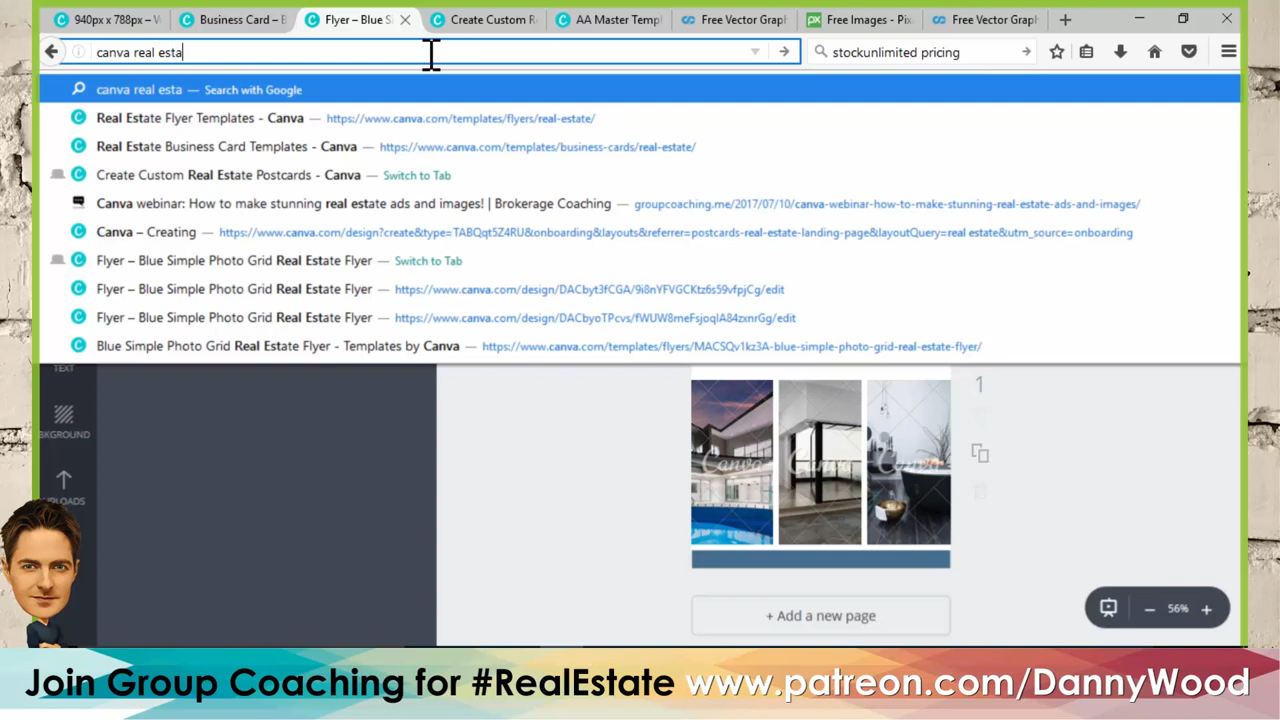 940px x 788px – V
Business Card – B
Flyer – Blue Si
Create Custom R
AA Master Temp
Free Vector Grap
Free Images - Pix
Free Vector Grap
canva real esta
stockunlimited pricing
canva real esta — Search with Google
Real Estate Flyer Templates - Canva — https://www.canva.com/templates/flyers/real-estate/
Real Estate Business Card Templates - Canva — https://www.canva.com/templates/business-cards/real-estate/
Create Custom Real Estate Postcards - Canva — Switch to Tab
Canva webinar: How to make stunning real estate ads and images! | Brokerage Coaching — groupcoaching.me/2017/07/10/canva-webinar-how-to-make-stunning-real-estate-ads-and-images/
Canva – Creating — https://www.canva.com/design?create&type=TABQqt5Z4RU&onboarding&layouts&referrer=postcards-real-estate-landing-page&layoutQuery=real estate&utm_source=onboarding
Flyer – Blue Simple Photo Grid Real Estate Flyer — Switch to Tab
Flyer – Blue Simple Photo Grid Real Estate Flyer — https://www.canva.com/design/DACbyt3fCGA/9i8nYFVGCKtz6s59vfpjCg/edit
Flyer – Blue Simple Photo Grid Real Estate Flyer — https://www.canva.com/design/DACbyoTPcvs/fWUW8meFsjoqlA84zxnrGg/edit
Blue Simple Photo Grid Real Estate Flyer - Templates by Canva — https://www.canva.com/templates/flyers/MACSQv1kz3A-blue-simple-photo-grid-real-estate-flyer/
TEXT
BKGROUND
UPLOADS
Canva
Canva
Canva
1
+ Add a new page
56%
Join Group Coaching for #RealEstate www.patreon.com/DannyWood